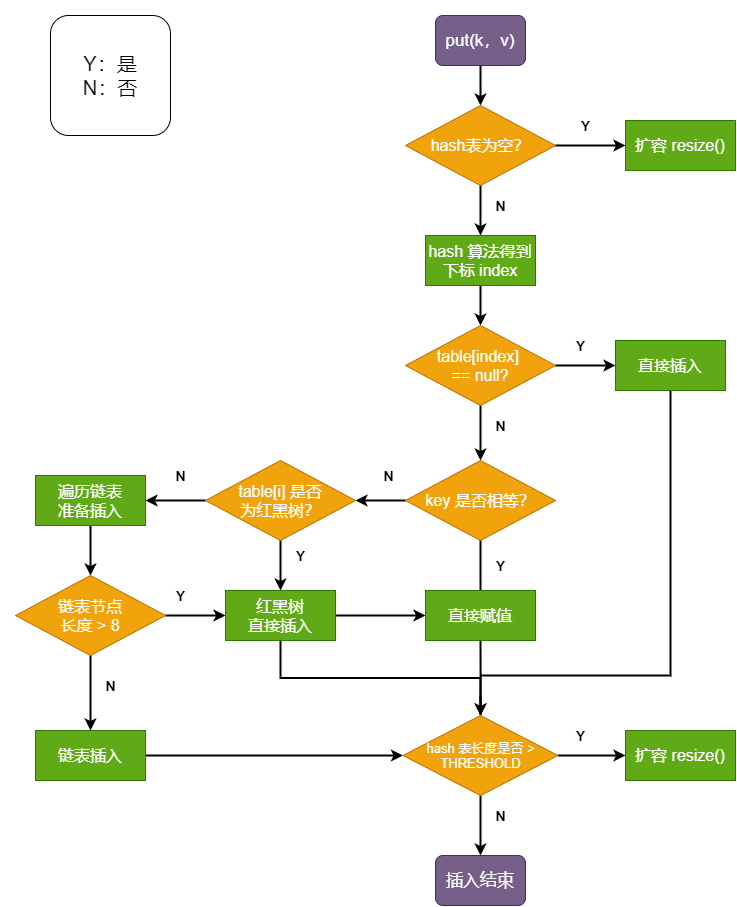 Y：是
N：否
put(k，v)
hash表为空?
Y
扩容 resize()
N
hash 算法得到
下标 index
table[index]
== null?
Y
直接插入
N
key 是否相等?
N
table[i] 是否
为红黑树?
N
遍历链表
准备插入
Y
Y
链表节点
长度 > 8
Y
红黑树
直接插入
直接赋值
N
链表插入
hash 表长度是否 >
THRESHOLD
Y
扩容 resize()
N
插入结束